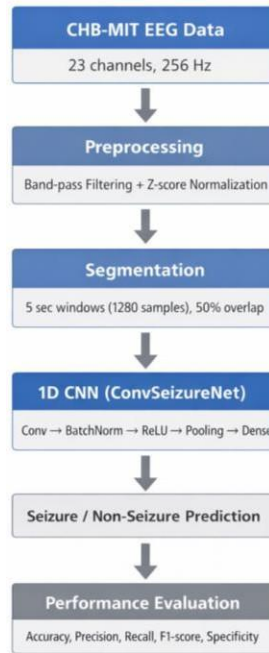 CHB-MIT EEG Data
23 channels, 256 Hz
Preprocessing
Band-pass Filtering + Z-score Normalization
Segmentation
5 sec windows (1280 samples), 50% overlap
1D CNN (ConvSeizureNet)
Conv → BatchNorm → ReLU → Pooling → Dense
Seizure / Non-Seizure Prediction
Performance Evaluation
Accuracy, Precision, Recall, F1-score, Specificity